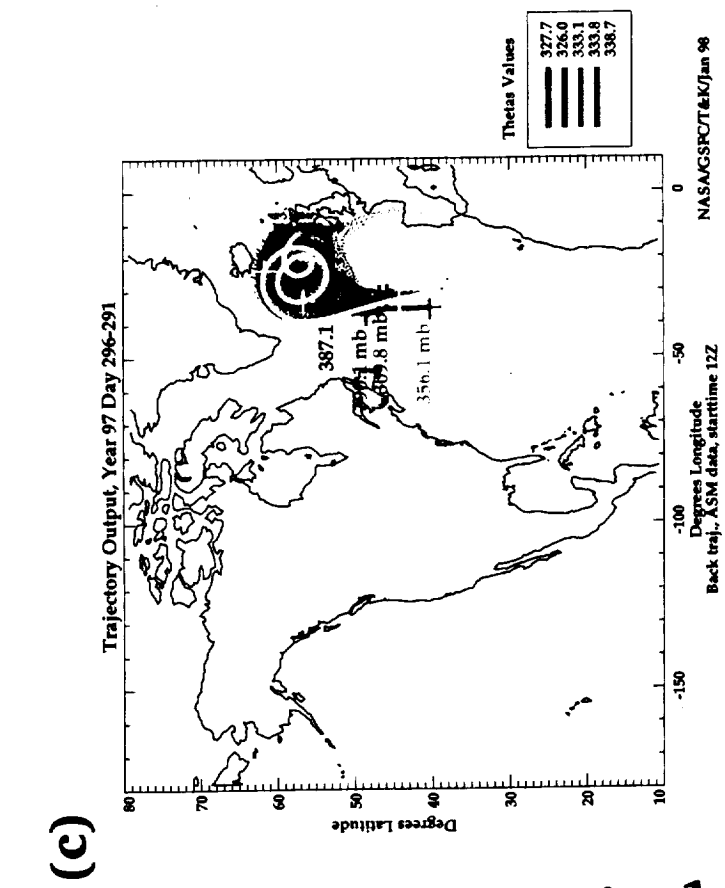 (c)
Trajectory Output, Year 97 Day 296-291
Degrees Latitude
80
70
60
50
40
30
20
10
387.1
mb
mb
356.1 mb
-150
-100
-50
0
Degrees Longitude
Back traj., ASM data, starttime 12Z
Thetas Values
327.7
326.0
333.1
333.8
338.7
NASA/GSFC/T&K/Jan 98